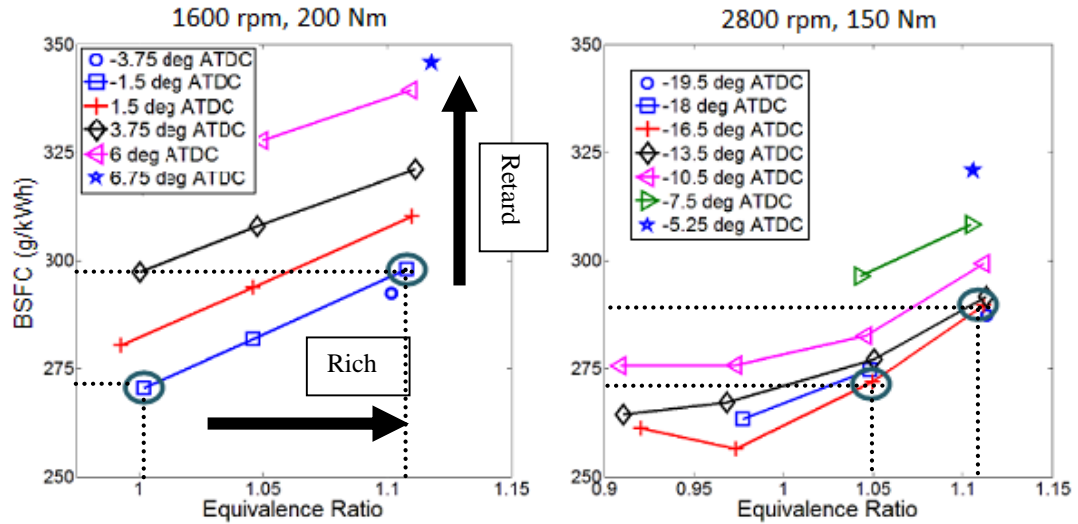 1600 rpm, 200 Nm
350
325
300
275
250
BSFC (g/kWh)
-3.75 deg ATDC
-1.5 deg ATDC
1.5 deg ATDC
3.75 deg ATDC
6 deg ATDC
6.75 deg ATDC
Retard
Rich
1
1.05
1.1
1.15
Equivalence Ratio
2800 rpm, 150 Nm
350
325
300
275
250
-19.5 deg ATDC
-18 deg ATDC
-16.5 deg ATDC
-13.5 deg ATDC
-10.5 deg ATDC
-7.5 deg ATDC
-5.25 deg ATDC
0.9
0.95
1
1.05
1.1
1.15
Equivalence Ratio